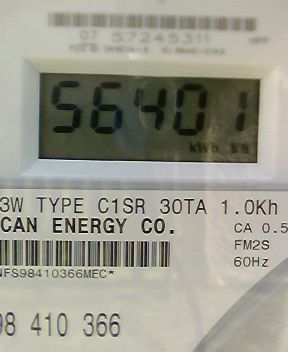 07 57245311
56401
kWh
3W TYPE C1SR 30TA 1.0Kh
CAN ENERGY CO.
CA 0.5
FM2S
60Hz
NFS98410366MEC*
98 410 366